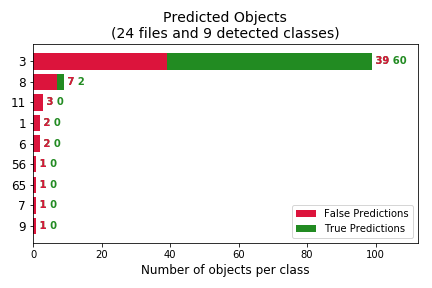 Predicted Objects
(24 files and 9 detected classes)
3 39 60
8 7 2
11 3 0
1 2 0
6 2 0
56 1 0
65 1 0
7 1 0
9 1 0
False Predictions
True Predictions
0 20 40 60 80 100
Number of objects per class